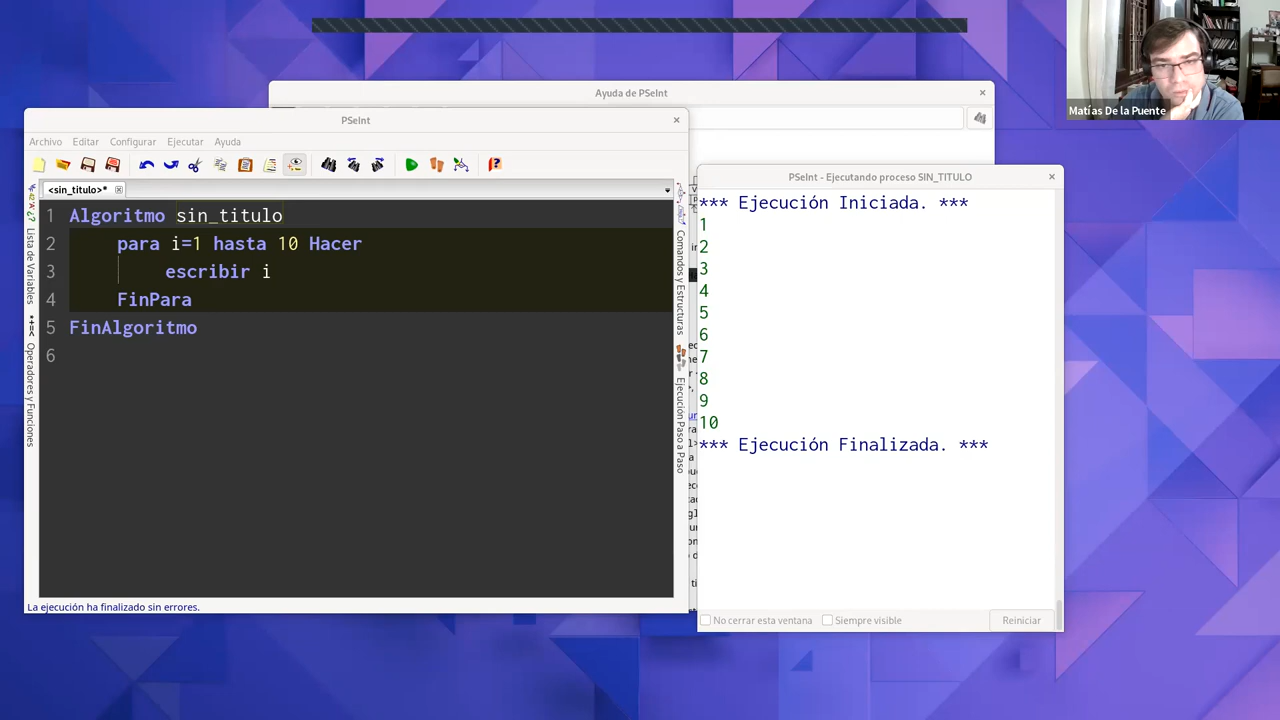 Matías De la Puente
Ayuda de PSeInt
PSeInt
Archivo Editar Configurar Ejecutar Ayuda
<sin_titulo>*
Lista de Variables
Operadores y Funciones
1 Algoritmo sin_titulo
2 para i=1 hasta 10 Hacer
3 escribir i
4 FinPara
5 FinAlgoritmo
6
Comandos y Estructuras
Ejecución Paso a Paso
La ejecución ha finalizado sin errores.
PSeInt - Ejecutando proceso SIN_TITULO
*** Ejecución Iniciada. ***
1
2
3
4
5
6
7
8
9
10
*** Ejecución Finalizada. ***
No cerrar esta ventana Siempre visible Reiniciar